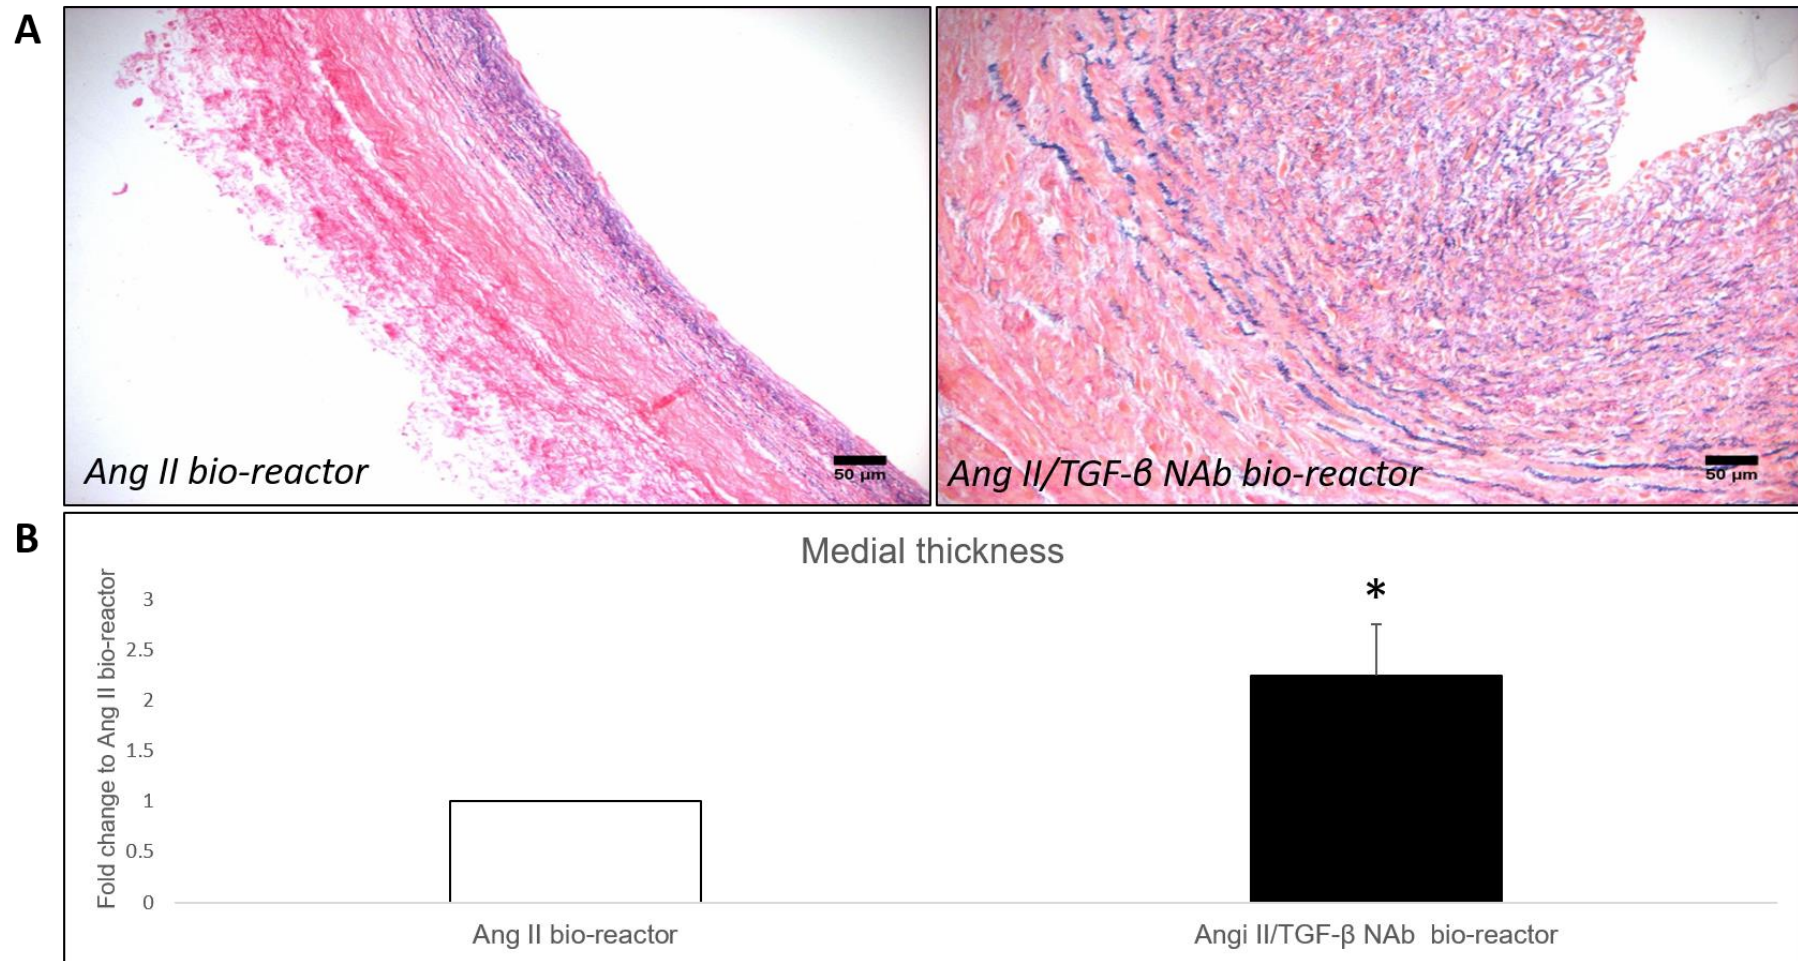 A
Ang II bio-reactor
50 μm
Ang II/TGF-β NAb bio-reactor
50 μm
B
Medial thickness
Fold change to Ang II bio-reactor
3
2.5
2
1.5
1
0.5
0
*
Ang II bio-reactor
Angi II/TGF-β NAb bio-reactor